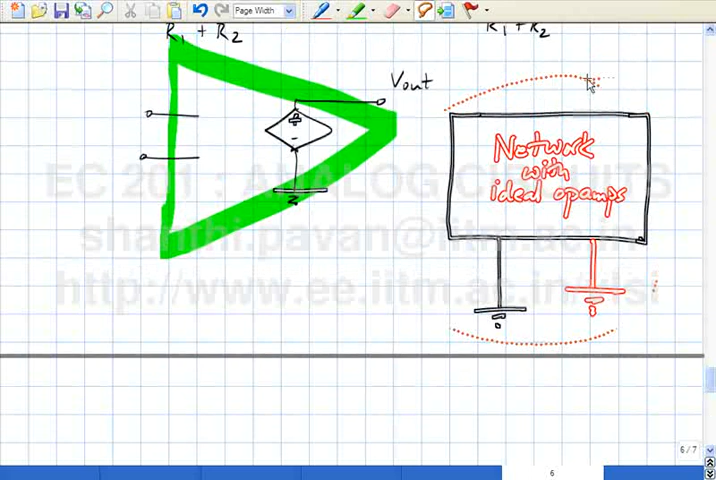 Page Width
R1 + R2
R1 + R2
Vout
+
-
Network
with
ideal opamps
EC 201 : ANALOG CIRCUITS
shanthi.pavan@iitm.ac.in
http://www.ee.iitm.ac.in/vlsi
6 / 7
6